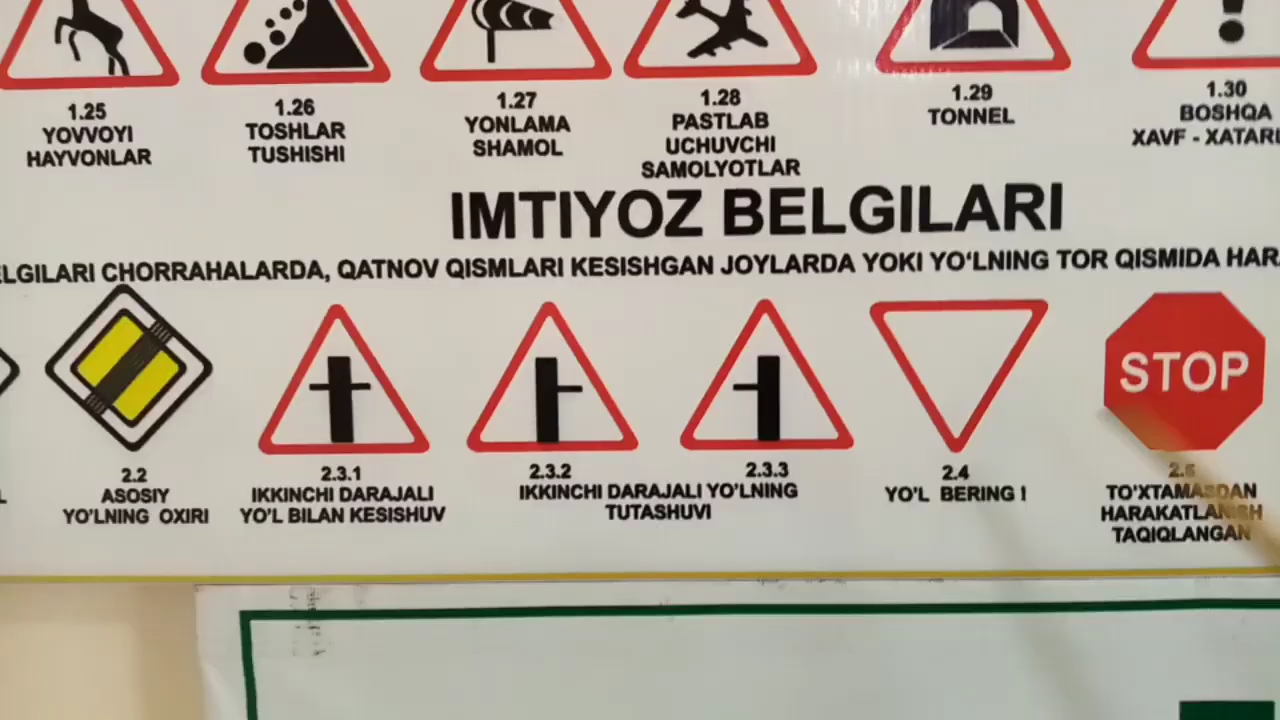 1.25
YOVVOYI
HAYVONLAR
1.26
TOSHLAR
TUSHISHI
1.27
YONLAMA
SHAMOL
1.28
PASTLAB
UCHUVCHI
SAMOLYOTLAR
1.29
TONNEL
1.30
BOSHQA
XAVF - XATARL
IMTIYOZ BELGILARI
ELGILARI CHORRAHALARDA, QATNOV QISMLARI KESISHGAN JOYLARDA YOKI YO‘LNING TOR QISMIDA HAR
STOP
2.2
ASOSIY
YO'LNING OXIRI
2.3.1
IKKINCHI DARAJALI
YO'L BILAN KESISHUV
2.3.2 2.3.3
IKKINCHI DARAJALI YO'LNING
TUTASHUVI
2.4
YO'L BERING !
TO'XTAMASDAN
HARAKATLANISH
TAQIQLANGAN